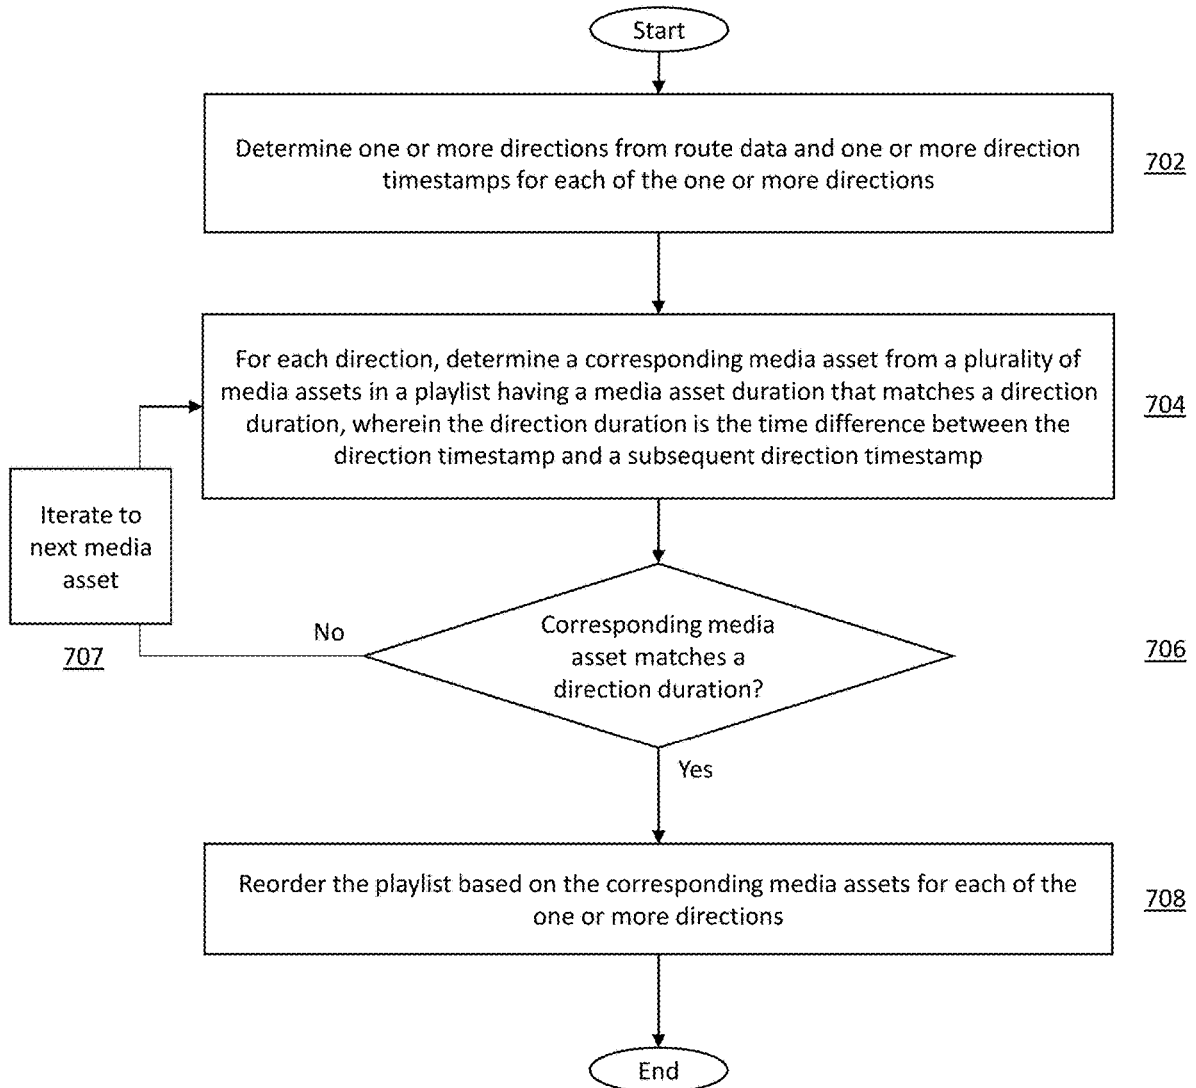 Start
Determine one or more directions from route data and one or more direction
timestamps for each of the one or more directions
702
For each direction, determine a corresponding media asset from a plurality of
media assets in a playlist having a media asset duration that matches a direction
duration, wherein the direction duration is the time difference between the
direction timestamp and a subsequent direction timestamp
704
Iterate to
next media
asset
707
No
Corresponding media
asset matches a
direction duration?
706
Yes
Reorder the playlist based on the corresponding media assets for each of the
one or more directions
708
End